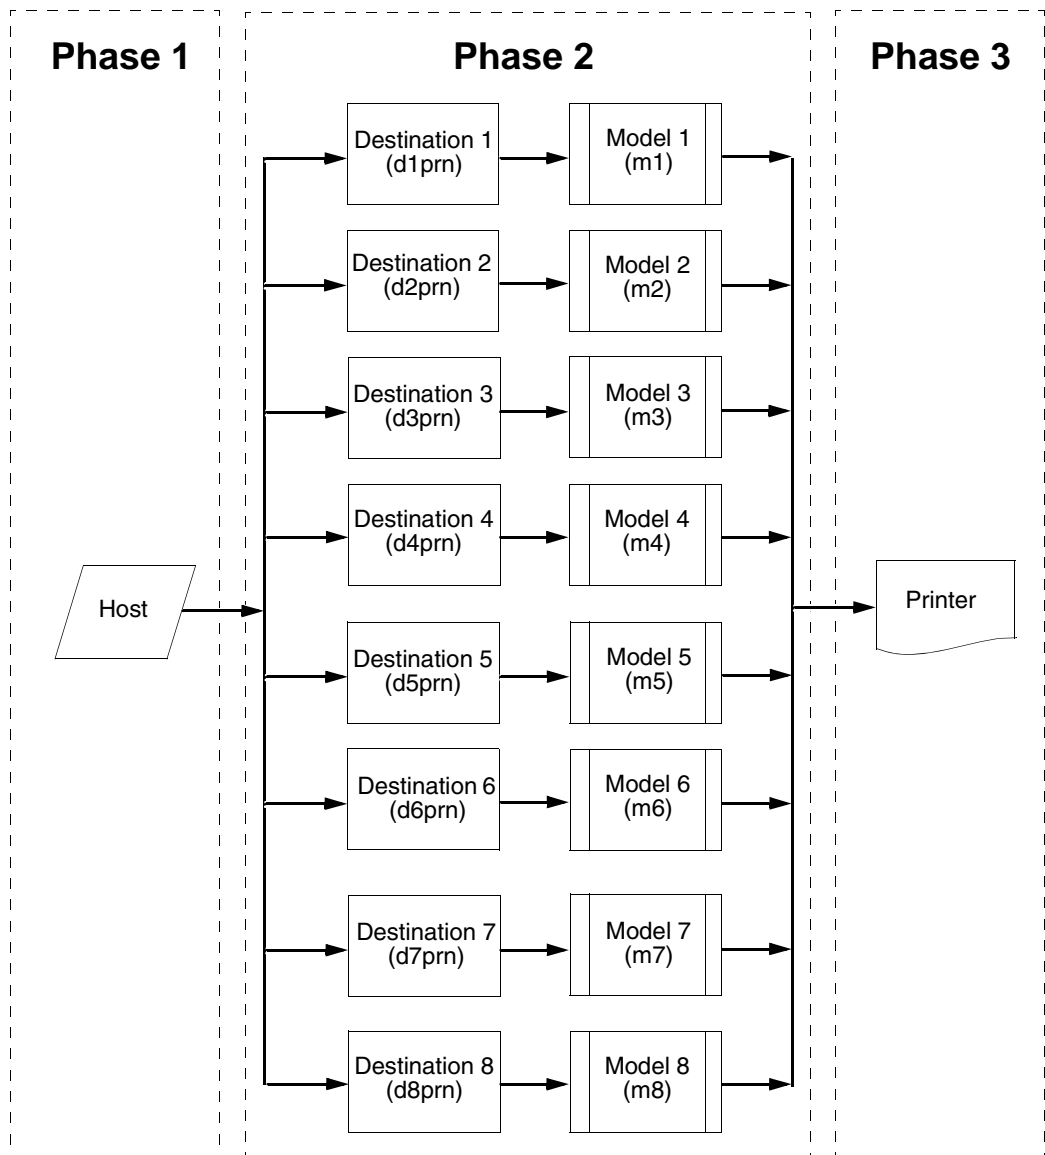 Phase 1
Phase 2
Phase 3
Destination 1
(d1prn)
Model 1
(m1)
Destination 2
(d2prn)
Model 2
(m2)
Destination 3
(d3prn)
Model 3
(m3)
Destination 4
(d4prn)
Model 4
(m4)
Host
Printer
Destination 5
(d5prn)
Model 5
(m5)
Destination 6
(d6prn)
Model 6
(m6)
Destination 7
(d7prn)
Model 7
(m7)
Destination 8
(d8prn)
Model 8
(m8)